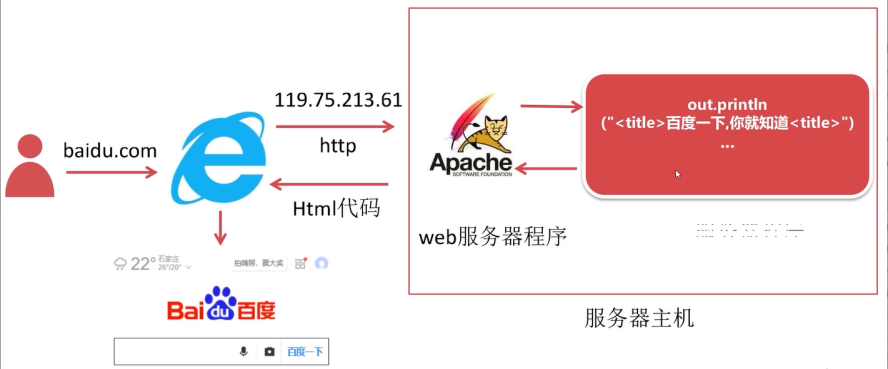 baidu.com
119.75.213.61
http
Html代码
Apache
SOFTWARE FOUNDATION
out.println
("<title>百度一下,你就知道<title>")
...
web服务器程序
服务器主机
22° 石家庄
26°/20°
拍嗨照、赢大奖
Bai du 百度
百度一下